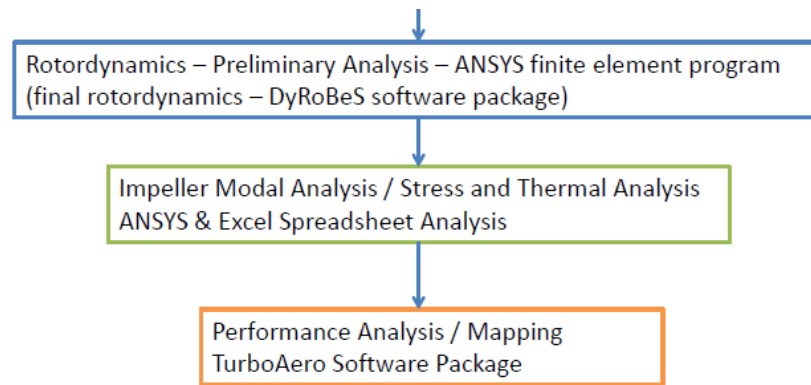 Rotordynamics – Preliminary Analysis – ANSYS finite element program
(final rotordynamics – DyRoBeS software package)
Impeller Modal Analysis / Stress and Thermal Analysis
ANSYS & Excel Spreadsheet Analysis
Performance Analysis / Mapping
TurboAero Software Package